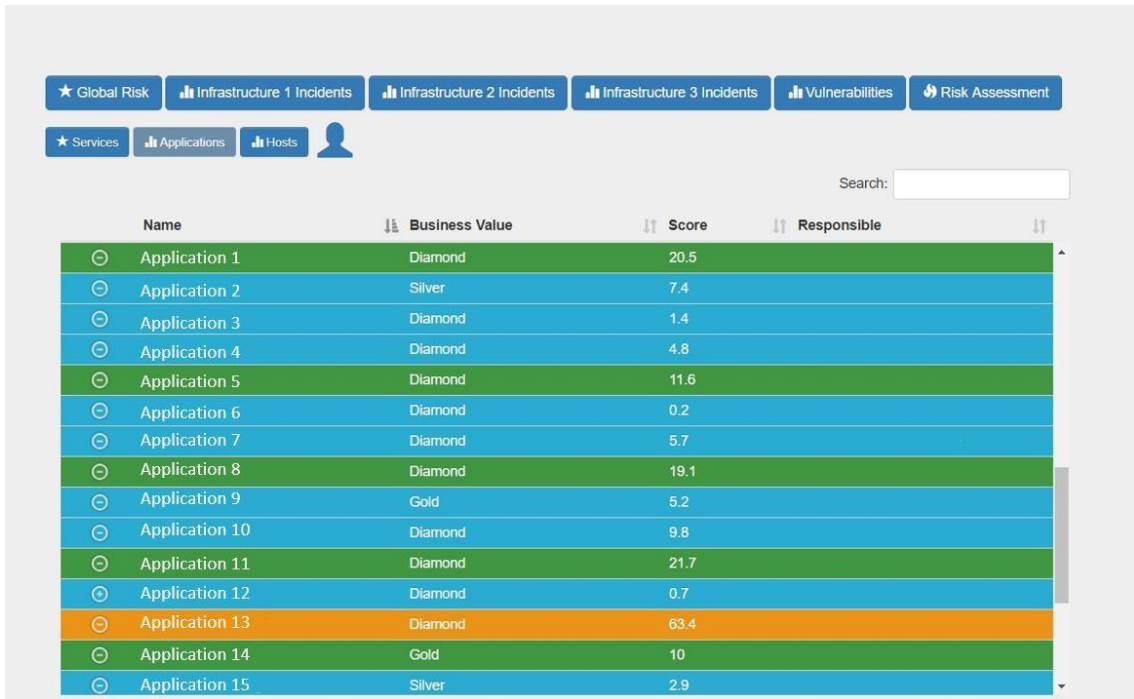 Global Risk Infrastructure 1 Incidents Infrastructure 2 Incidents Infrastructure 3 Incidents Vulnerabilities Risk Assessment
Services Applications Hosts
Search:
Name Business Value Score Responsible
Application 1 Diamond 20.5
Application 2 Silver 7.4
Application 3 Diamond 1.4
Application 4 Diamond 4.8
Application 5 Diamond 11.6
Application 6 Diamond 0.2
Application 7 Diamond 5.7
Application 8 Diamond 19.1
Application 9 Gold 5.2
Application 10 Diamond 9.8
Application 11 Diamond 21.7
Application 12 Diamond 0.7
Application 13 Diamond 63.4
Application 14 Gold 10
Application 15 Silver 2.9